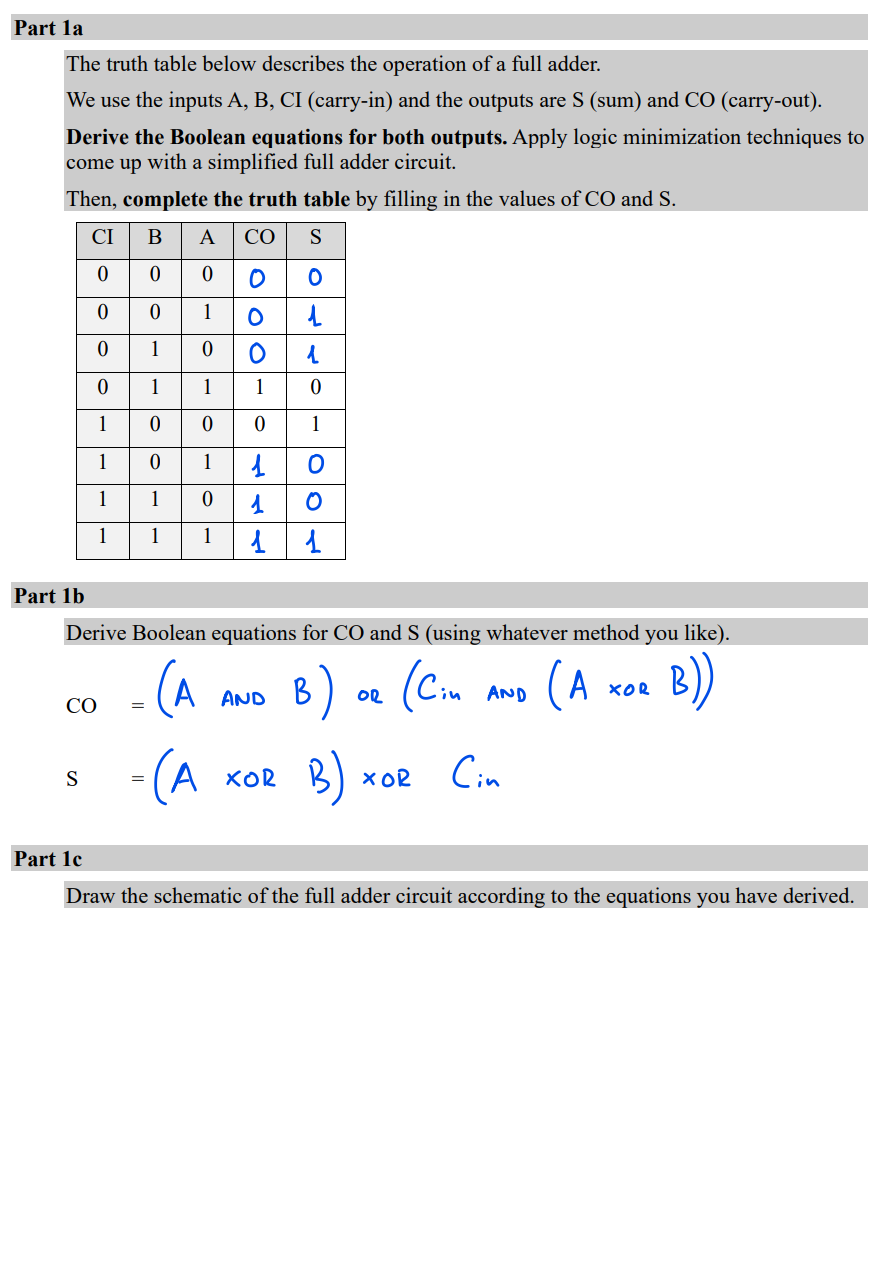 Part 1a
The truth table below describes the operation of a full adder.
We use the inputs A, B, CI (carry-in) and the outputs are S (sum) and CO (carry-out).
Derive the Boolean equations for both outputs. Apply logic minimization techniques to
come up with a simplified full adder circuit.
Then, complete the truth table by filling in the values of CO and S.
CI B A CO S
0 0 0 0 0
0 0 1 0 1
0 1 0 0 1
0 1 1 1 0
1 0 0 0 1
1 0 1 1 0
1 1 0 1 0
1 1 1 1 1
Part 1b
Derive Boolean equations for CO and S (using whatever method you like).
CO = (A AND B) OR (Cin AND (A XOR B))
S = (A XOR B) XOR Cin
Part 1c
Draw the schematic of the full adder circuit according to the equations you have derived.